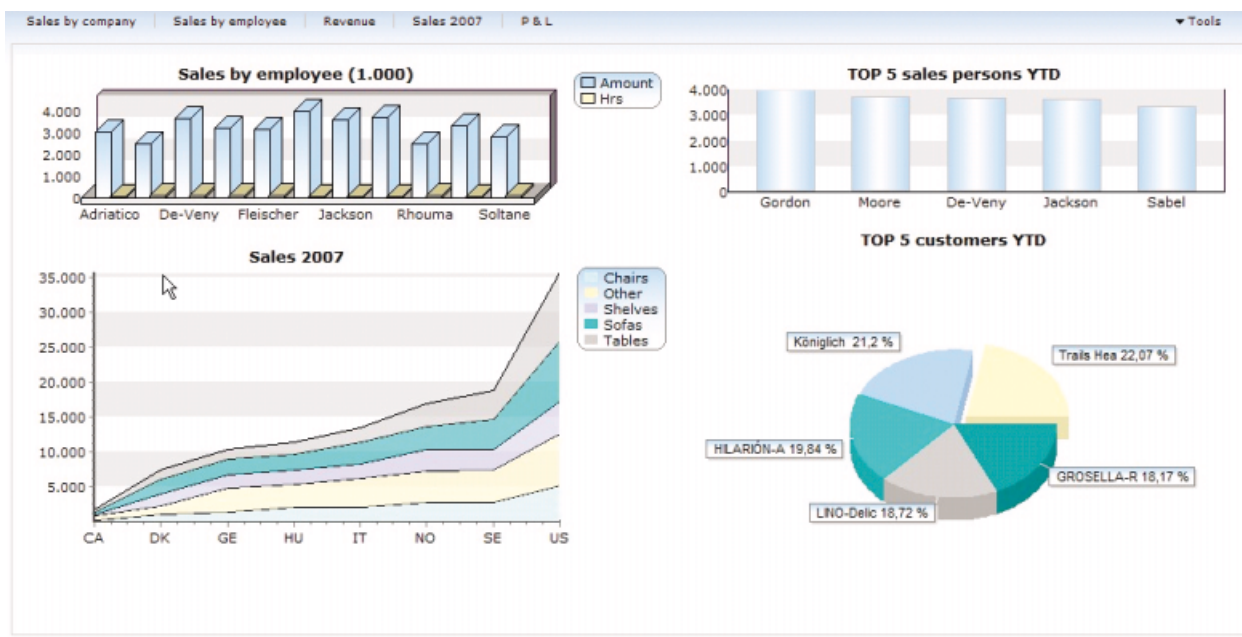 Sales by company Sales by employee Revenue Sales 2007 P & L ▾ Tools
Sales by employee (1.000)
4.000
3.000
2.000
1.000
0
Adriatico De-Veny Fleischer Jackson Rhouma Soltane
Amount
Hrs
TOP 5 sales persons YTD
4.000
3.000
2.000
1.000
0
Gordon Moore De-Veny Jackson Sabel
Sales 2007
35.000
30.000
25.000
20.000
15.000
10.000
5.000
CA DK GE HU IT NO SE US
Chairs
Other
Shelves
Sofas
Tables
TOP 5 customers YTD
Königlich 21,2 %
Trails Hea 22,07 %
HILARIÓN-A 19,84 %
GROSELLA-R 18,17 %
LINO-Delic 18,72 %